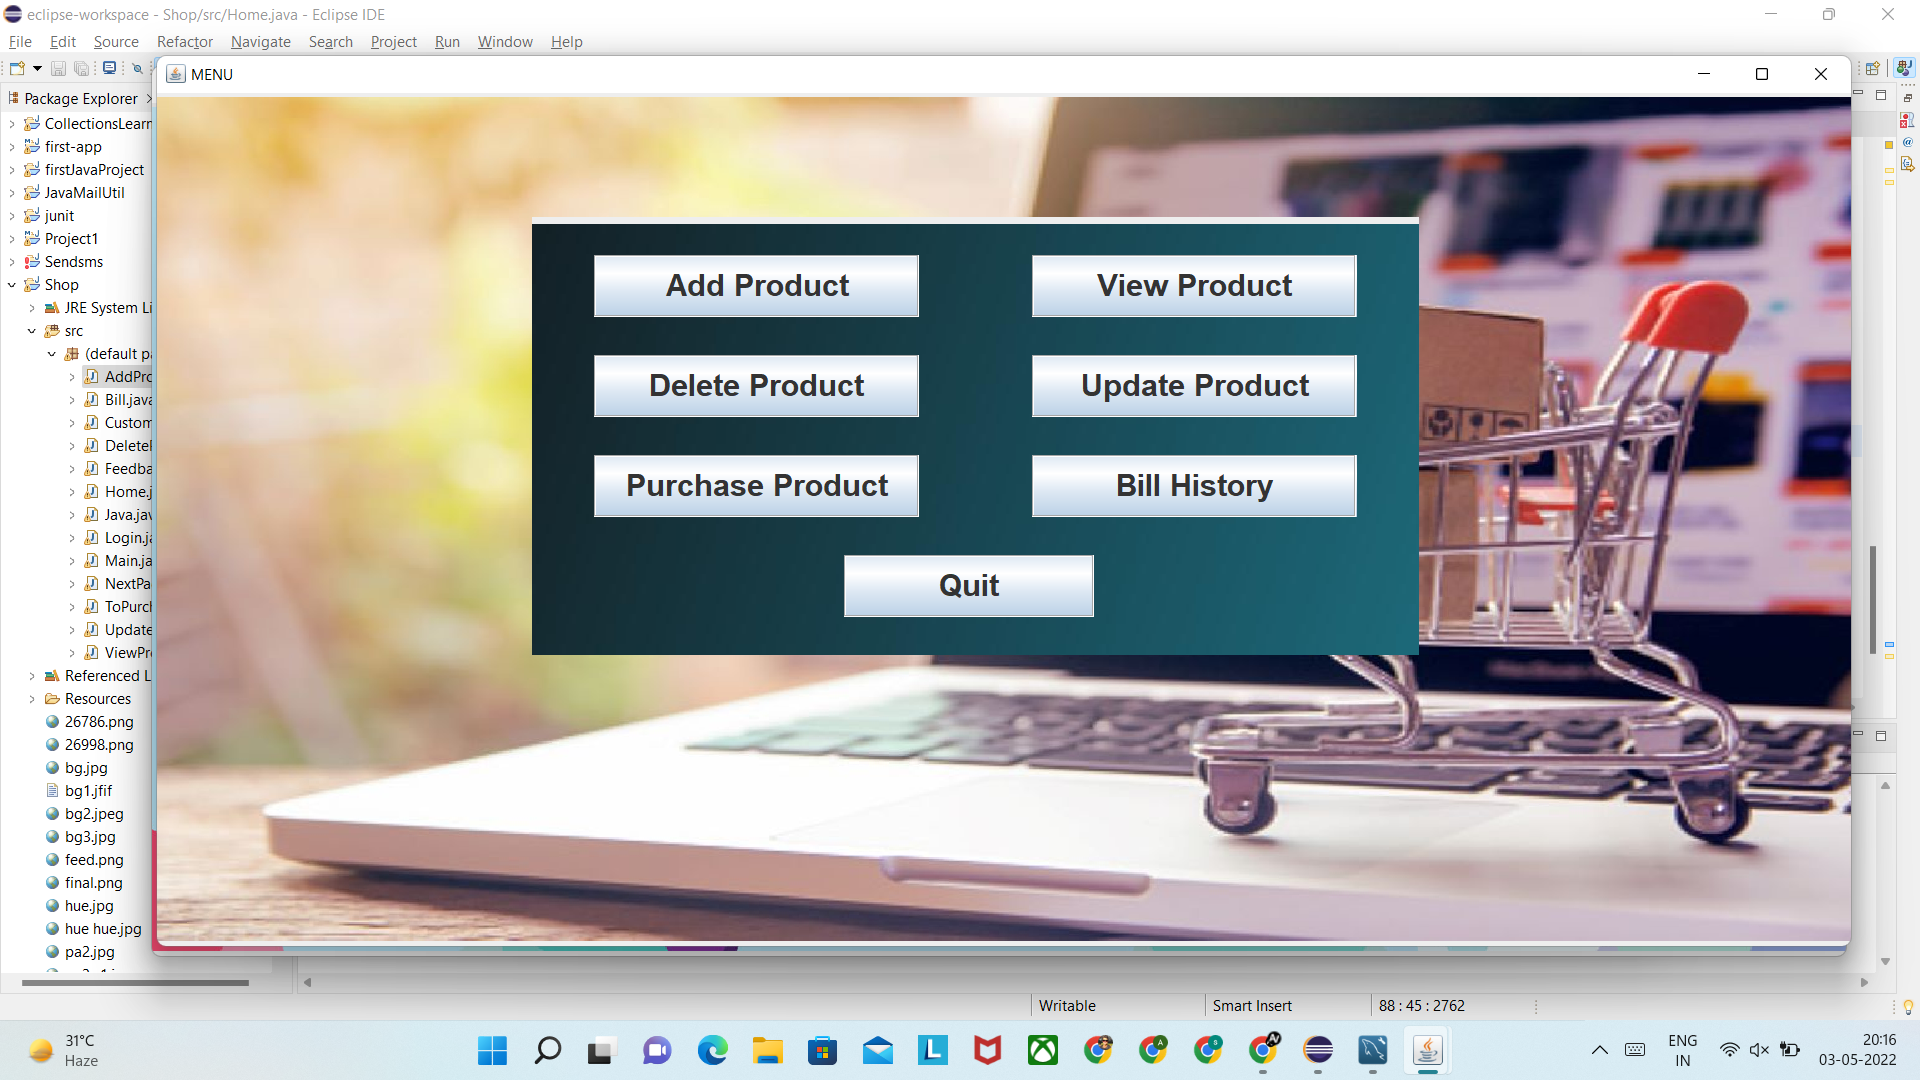 eclipse-workspace - Shop/src/Home.java - Eclipse IDE
File Edit Source Refactor Navigate Search Project Run Window Help
MENU
Package Explorer
CollectionsLearn
first-app
firstJavaProject
JavaMailUtil
junit
Project1
Sendsms
Shop
JRE System Li
src
(default pa
AddPro
Bill.java
Custom
Delete
Feedba
Home.j
Java.jav
Login.ja
Main.ja
NextPa
ToPurch
Update
ViewPr
Referenced L
Resources
26786.png
26998.png
bg.jpg
bg1.jfif
bg2.jpeg
bg3.jpg
feed.png
final.png
hue.jpg
hue hue.jpg
pa2.jpg
Add Product View Product
Delete Product Update Product
Purchase Product Bill History
Quit
Writable Smart Insert 88 : 45 : 2762
31°C
Haze
ENG
IN
20:16
03-05-2022